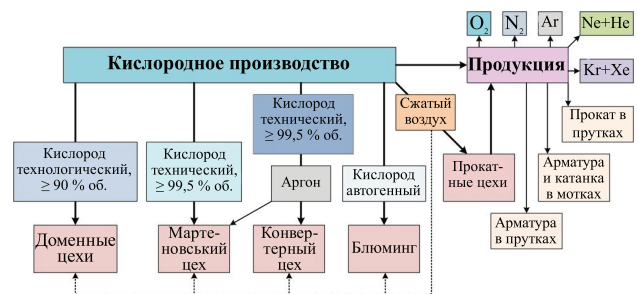 O₂
N₂
Ar
Ne+He
Кислородное производство
Продукция
Kr+Xe
Кислород
технический,
≥ 99,5 % об.
Сжатый
воздух
Прокат в
прутках
Кислород
технологический,
≥ 90 % об.
Кислород
технический,
≥ 99,5 % об.
Аргон
Кислород
автогенный
Прокат-
ные цехи
Арматура
и катанка
в мотках
Доменные
цехи
Марте-
новський
цех
Конвер-
терный
цех
Блюминг
Арматура
в прутках